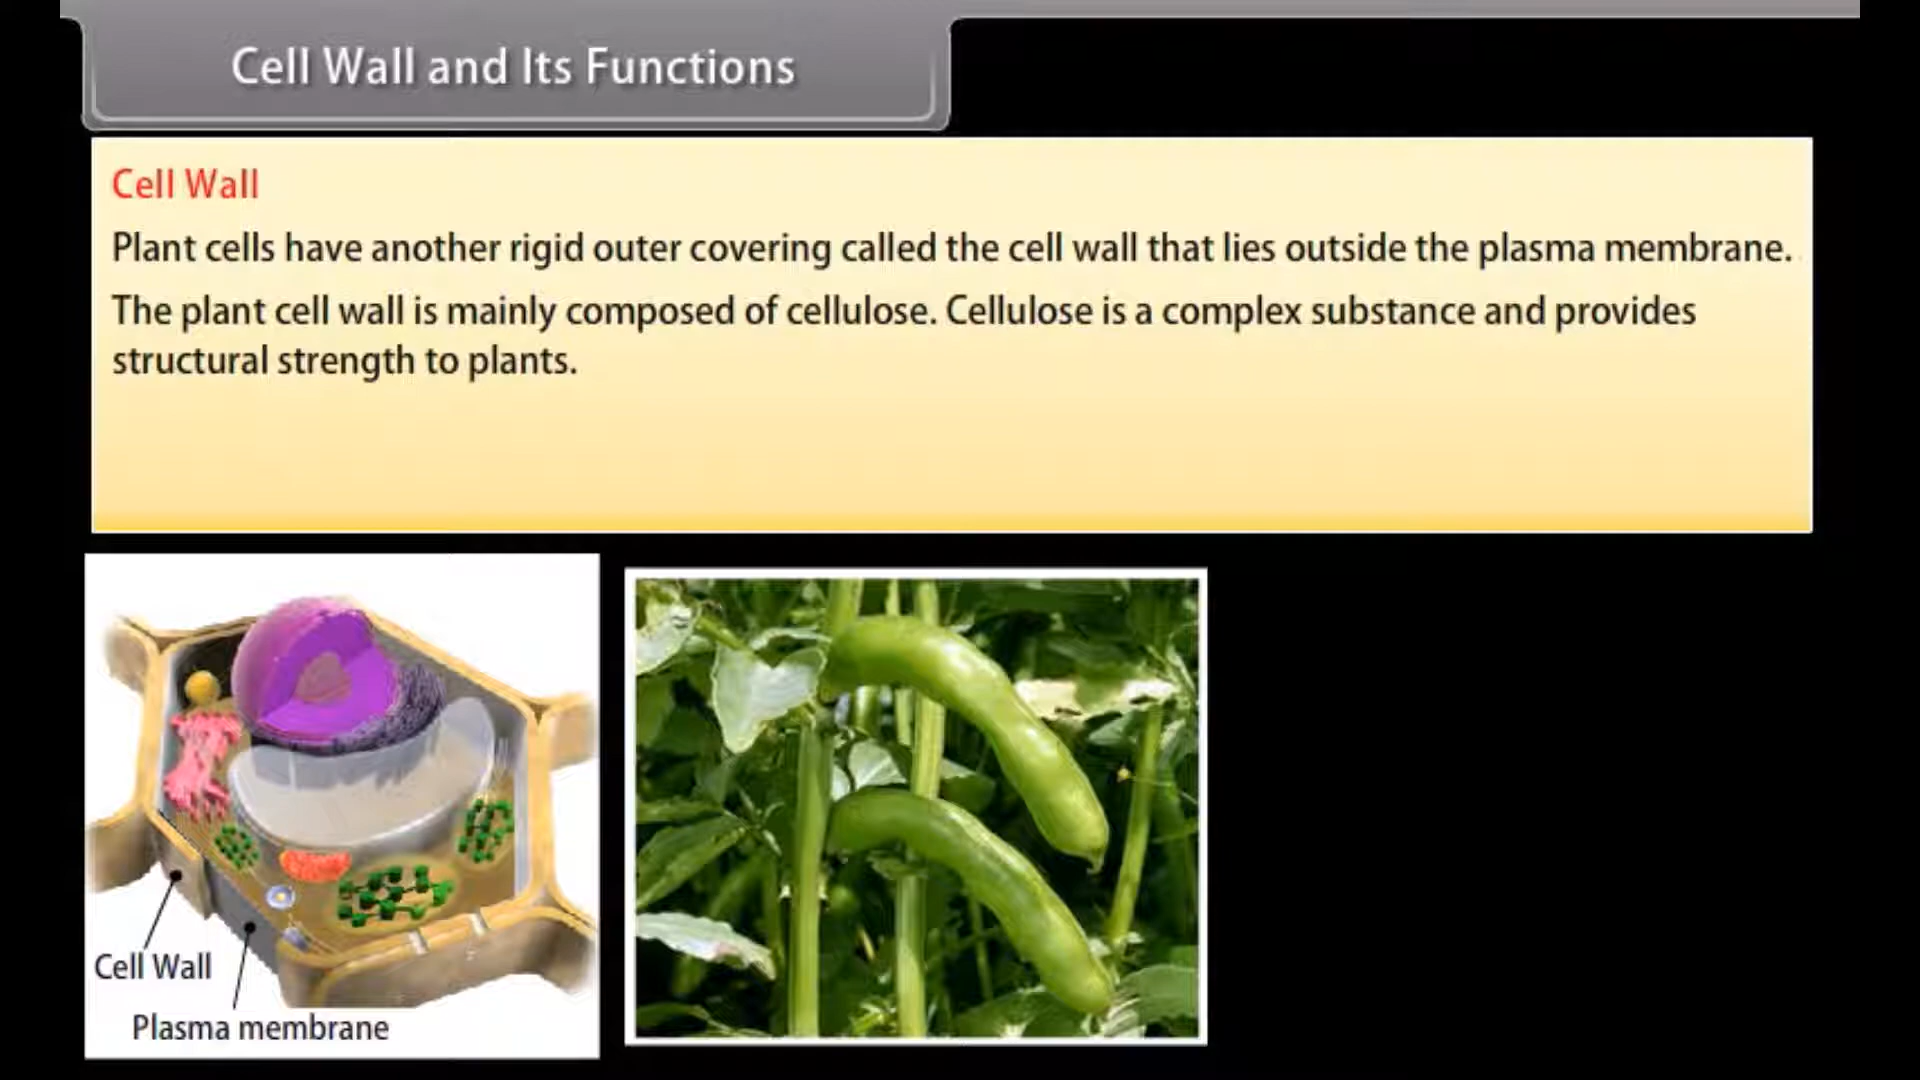 Cell Wall and Its Functions
Cell Wall
Plant cells have another rigid outer covering called the cell wall that lies outside the plasma membrane.
The plant cell wall is mainly composed of cellulose. Cellulose is a complex substance and provides
structural strength to plants.
Cell Wall
Plasma membrane